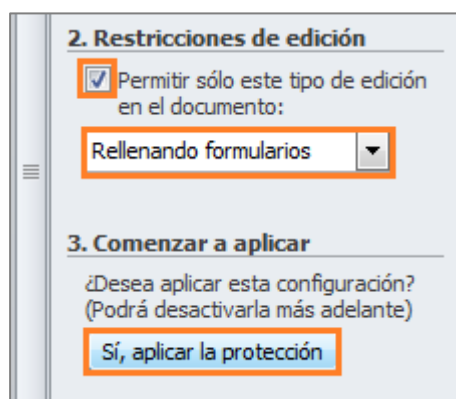 2. Restricciones de edición
Permitir sólo este tipo de edición
en el documento:
Rellenando formularios
3. Comenzar a aplicar
¿Desea aplicar esta configuración?
(Podrá desactivarla más adelante)
Sí, aplicar la protección